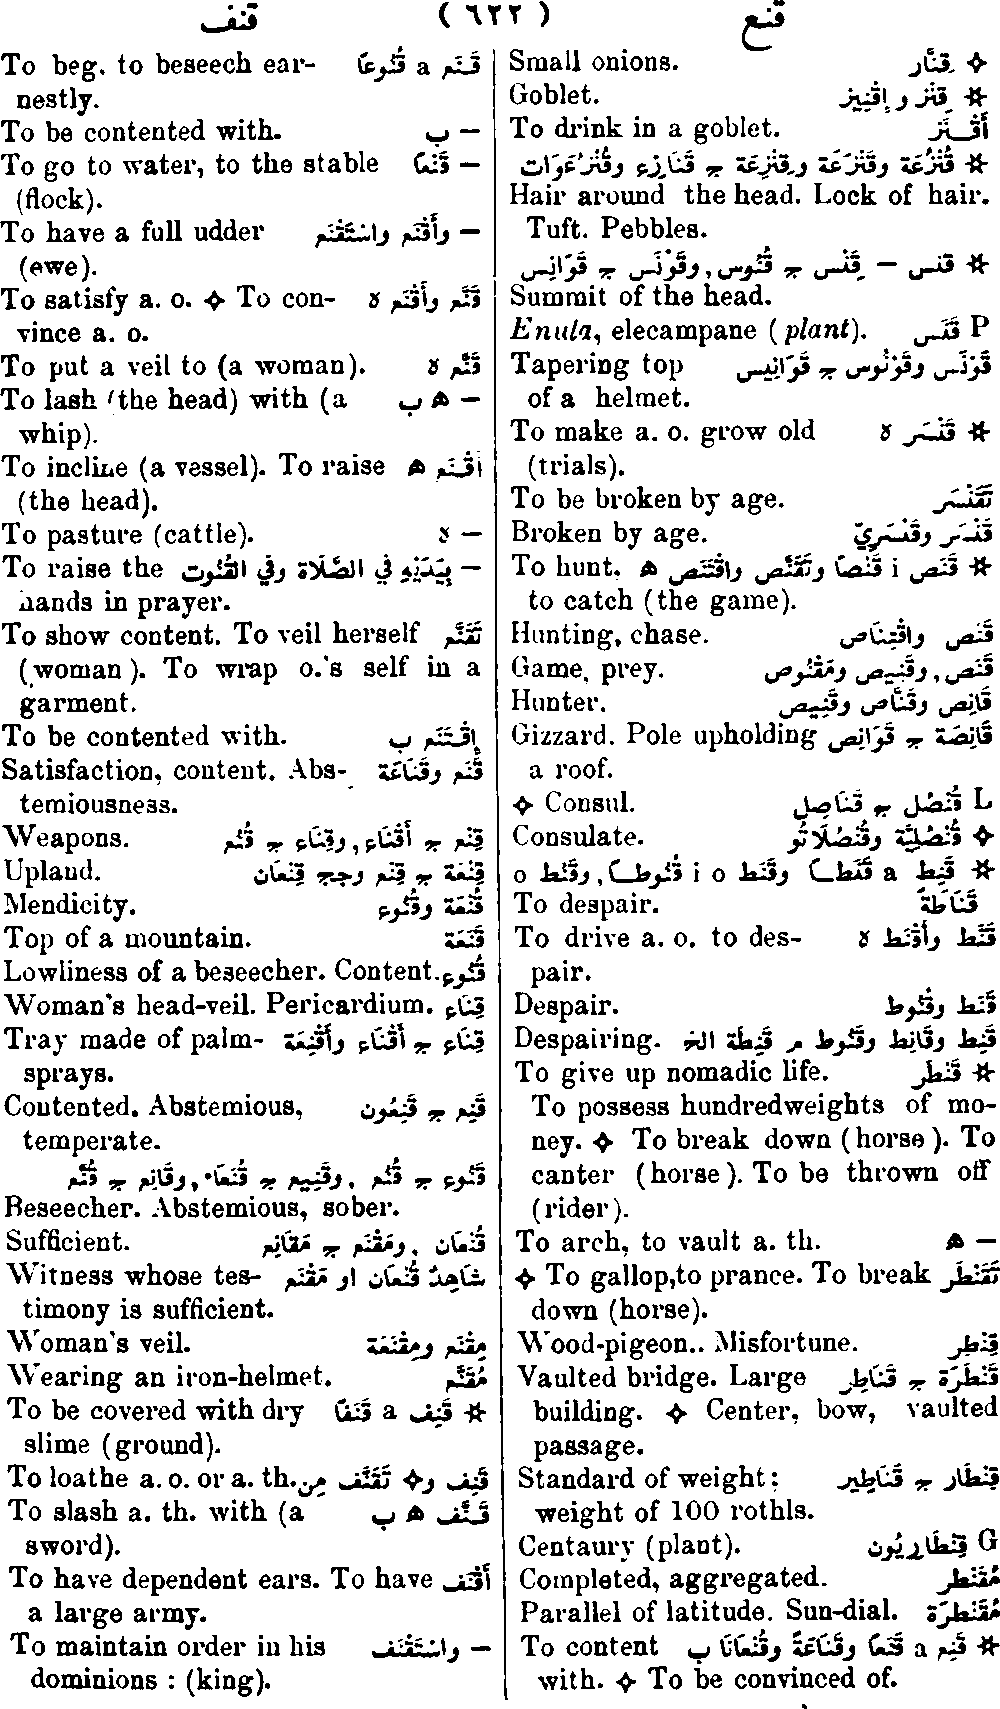 قنف ( ٦٢٢ ) قنع
Small onions. قِنَّار ✧
Goblet. قِنْز و إِقْنِيز ✲
To drink in a goblet. أَقْنَز
✲ قُنْزُعَة وقَنْزَعَة وقِنْزِعَة ج قَنَازِع وقُنْزُعَوَات
Hair around the head. Lock of hair.
Tuft. Pebbles.
✲ قنس – قِنْس ج قُنُوس, وقَوْنَس ج قَوَانِس
Summit of the head.
Enula, elecampane (plant). قَنَس P
Tapering top قَوْنَس وقَوْنُوس ج قَوَانِيس
of a helmet.
To make a. o. grow old ✲ قَنْسَر ه
(trials).
To be broken by age. تَقَنْسَر
Broken by age. قَنْسَر وقَنْسَرِيّ
To hunt, ✲ قَنَص i قَنْصًا وتَقَنَّص واقْتَنَص ه
to catch (the game).
Hunting, chase. قَنَص واقْتِنَاص
Game, prey. قَنَص, وقَنِيص ومَقْنُوص
Hunter. قَانِص وقَنَّاص وقَنِيص
Gizzard. Pole upholding قَانِصَة ج قَوَانِص
a roof.
✧ Consul. L قُنْصُل ج قَنَاصِل
Consulate. ✧ قُنْصُلِيَّة وقُنْصُلَاتُو
✲ قَنِط a قَنَطًا وقَنَط i o قُنُوطًا, وقَنُط o
To despair. قَنَاطَةً
To drive a. o. to des- قَنَّط وأَقْنَط ه
pair.
Despair. قَنَط وقُنُوط
Despairing. قَنِط وقَانِط وقَنُوط م قَنِطَة الخ
To give up nomadic life. ✲ قَنْطَر
To possess hundredweights of mo-
ney. ✧ To break down (horse). To
canter (horse). To be thrown off
(rider).
To arch, to vault a. th. – ه
✧ To gallop,to prance. To break تَقَنْطَر
down (horse).
Wood-pigeon.. Misfortune. قِنْطِر
Vaulted bridge. Large قَنْطَرَة ج قَنَاطِر
building. ✧ Center, bow, vaulted
passage.
Standard of weight: قِنْطَار ج قَنَاطِير
weight of 100 rothls.
Centaury (plant). G قِنْطَارِيُون
Completed, aggregated. مُقَنْطَر
Parallel of latitude. Sun-dial. مُقَنْطَرَة
To content ✲ قَنِع a قَنَعًا وقَنَاعَةً وقُنْعَانًا ب
with. ✧ To be convinced of.
To beg. to beseech ear- قَنَع a قُنُوعًا
nestly.
To be contented with. – ب
To go to water, to the stable – قَنْعًا
(flock).
To have a full udder – وأَقْنَع واسْتَقْنَع
(ewe).
To satisfy a. o. ✧ To con- قَنَّع وأَقْنَع ه
vince a. o.
To put a veil to (a woman). قَنَّع ه
To lash (the head) with (a – ه ب
whip).
To incline (a vessel). To raise أَقْنَع ه
(the head).
To pasture (cattle). – ه
To raise the – بِيَدَيْهِ في الصَّلَاة وفي القُنُوت
hands in prayer.
To show content. To veil herself تَقَنَّع
(woman). To wrap o.'s self in a
garment.
To be contented with. إِقْتَنَع ب
Satisfaction, content. Abs- قَنَع وقَنَاعَة
temiousness.
Weapons. قِنْع ج أَقْنَاع, وقِنَاع ج قُنُع
Upland. قِنْعَة ج قِنَع وجج قِنْعَان
Mendicity. قُنْعَة وقُنُوع
Top of a mountain. قَنَعَة
Lowliness of a beseecher. Content. قُنُوع
Woman's head-veil. Pericardium. قِنَاع
Tray made of palm- قِنَاع ج أَقْنَاع وأَقْنِعَة
sprays.
Contented. Abstemious, قَنِع ج قَنِعُون
temperate.
قَنُوع ج قُنُع, وقَنِيع ج قُنَعَاء, وقَانِع ج قُنَّع
Beseecher. Abstemious, sober.
Sufficient. قُنْعَان, ومَقْنَع ج مَقَانِع
Witness whose tes- شَاهِدٌ قُنْعَان او مَقْنَع
timony is sufficient.
Woman's veil. مِقْنَع ومِقْنَعَة
Wearing an iron-helmet. مُقَنَّع
To be covered with dry ✲ قَنِف a قَنَفًا
slime (ground).
To loathe a. o. or a. th. قَنِف و✧ تَقَنَّف مِن
To slash a. th. with (a قَنَّف ه ب
sword).
To have dependent ears. To have أَقْنَف
a large army.
To maintain order in his – واسْتَقْنَف
dominions : (king).